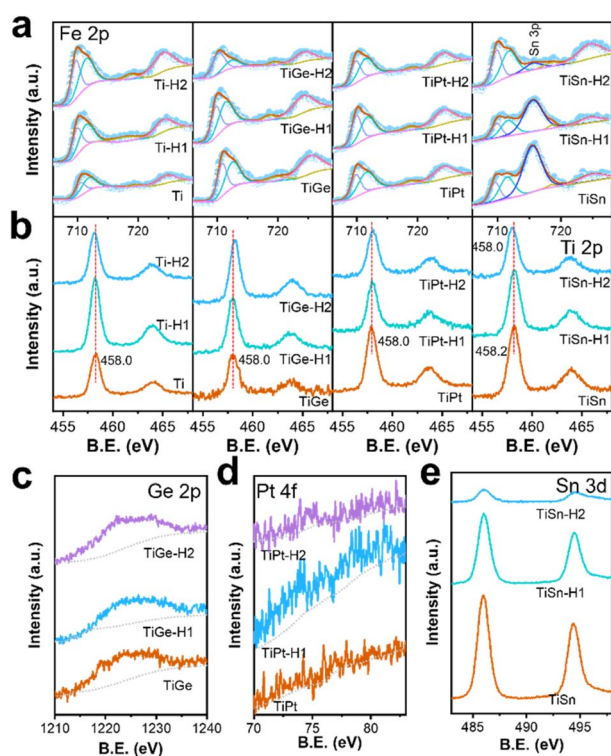 a
Fe 2p
Sn 3p
Intensity (a.u.)
Ti-H2
TiGe-H2
TiPt-H2
TiSn-H2
Ti-H1
TiGe-H1
TiPt-H1
TiSn-H1
Ti
TiGe
TiPt
TiSn
710 720 710 720 710 720 710 720
b
Ti 2p
Intensity (a.u.)
458.0
Ti-H2
TiGe-H2
TiPt-H2
TiSn-H2
Ti-H1
TiGe-H1
TiPt-H1
TiSn-H1
458.0
458.0
458.0
458.2
Ti
TiGe
TiPt
TiSn
455 460 465 455 460 465 455 460 465 455 460 465
B.E. (eV) B.E. (eV) B.E. (eV) B.E. (eV)
c
Ge 2p
Intensity (a.u.)
TiGe-H2
TiGe-H1
TiGe
1210 1220 1230 1240
B.E. (eV)
d
Pt 4f
Intensity (a.u.)
TiPt-H2
TiPt-H1
TiPt
70 75 80
B.E. (eV)
e
Sn 3d
Intensity (a.u.)
TiSn-H2
TiSn-H1
TiSn
485 490 495
B.E. (eV)